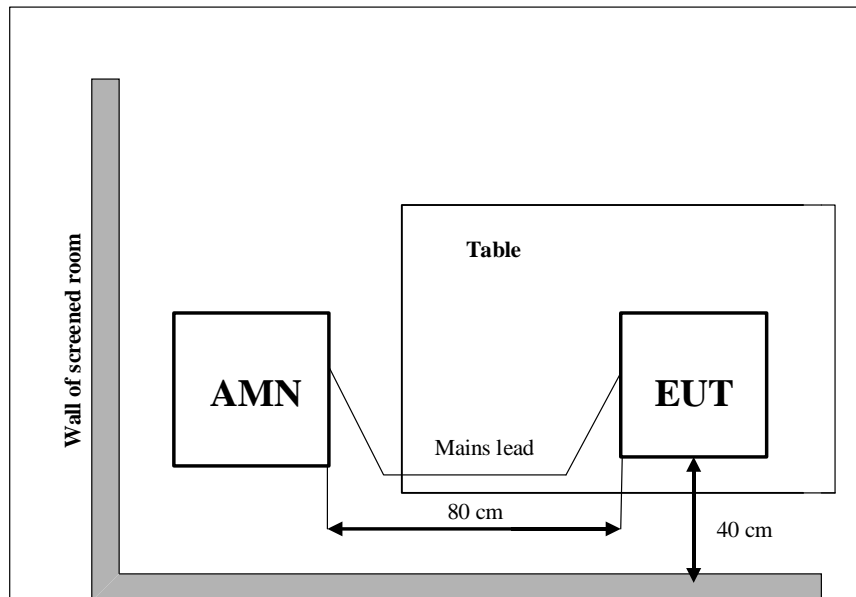 Wall of screened room
Table
AMN
EUT
Mains lead
80 cm
40 cm